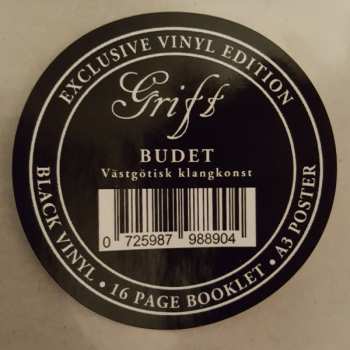 EXCLUSIVE VINYL EDITION
Grift
BUDET
Västgötisk klangkonst
0 725987 988904
BLACK VINYL • 16 PAGE BOOKLET • A3 POSTER